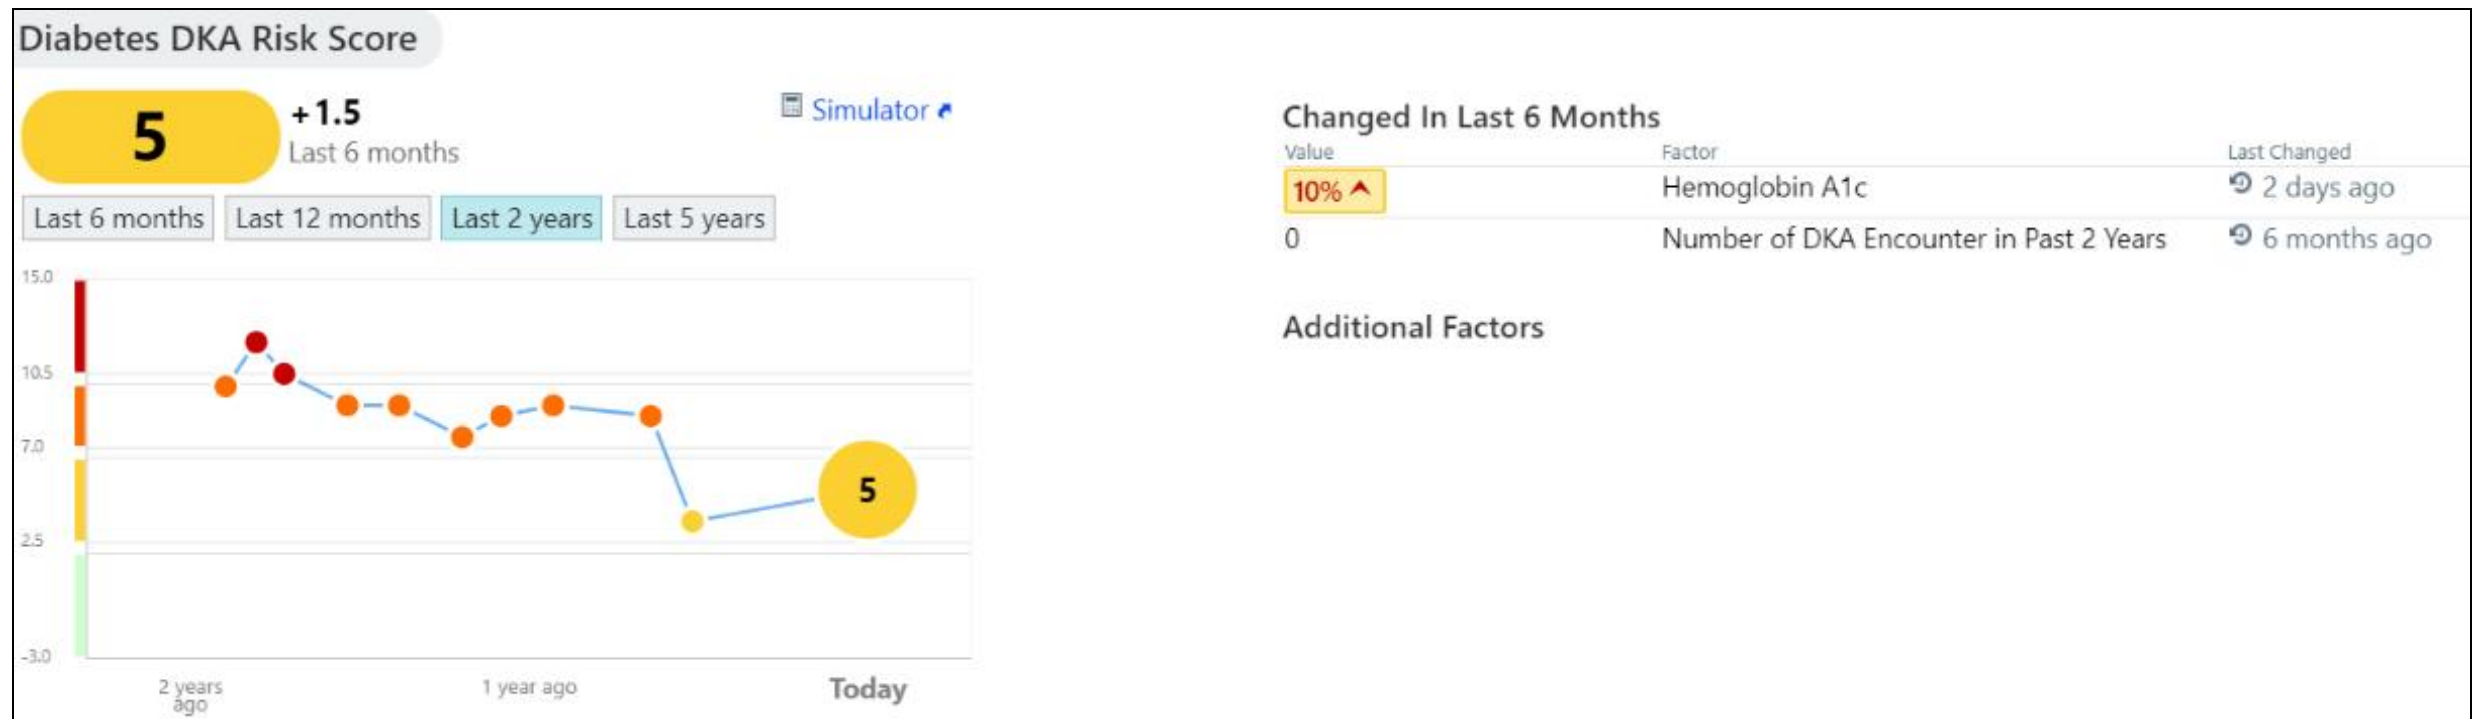 Diabetes DKA Risk Score
5
+1.5
Last 6 months
Simulator
Last 6 months
Last 12 months
Last 2 years
Last 5 years
15.0
10.5
7.0
2.5
-3.0
5
2 years
ago
1 year ago
Today
Changed In Last 6 Months
Value Factor Last Changed
10% Hemoglobin A1c 2 days ago
0 Number of DKA Encounter in Past 2 Years 6 months ago
Additional Factors